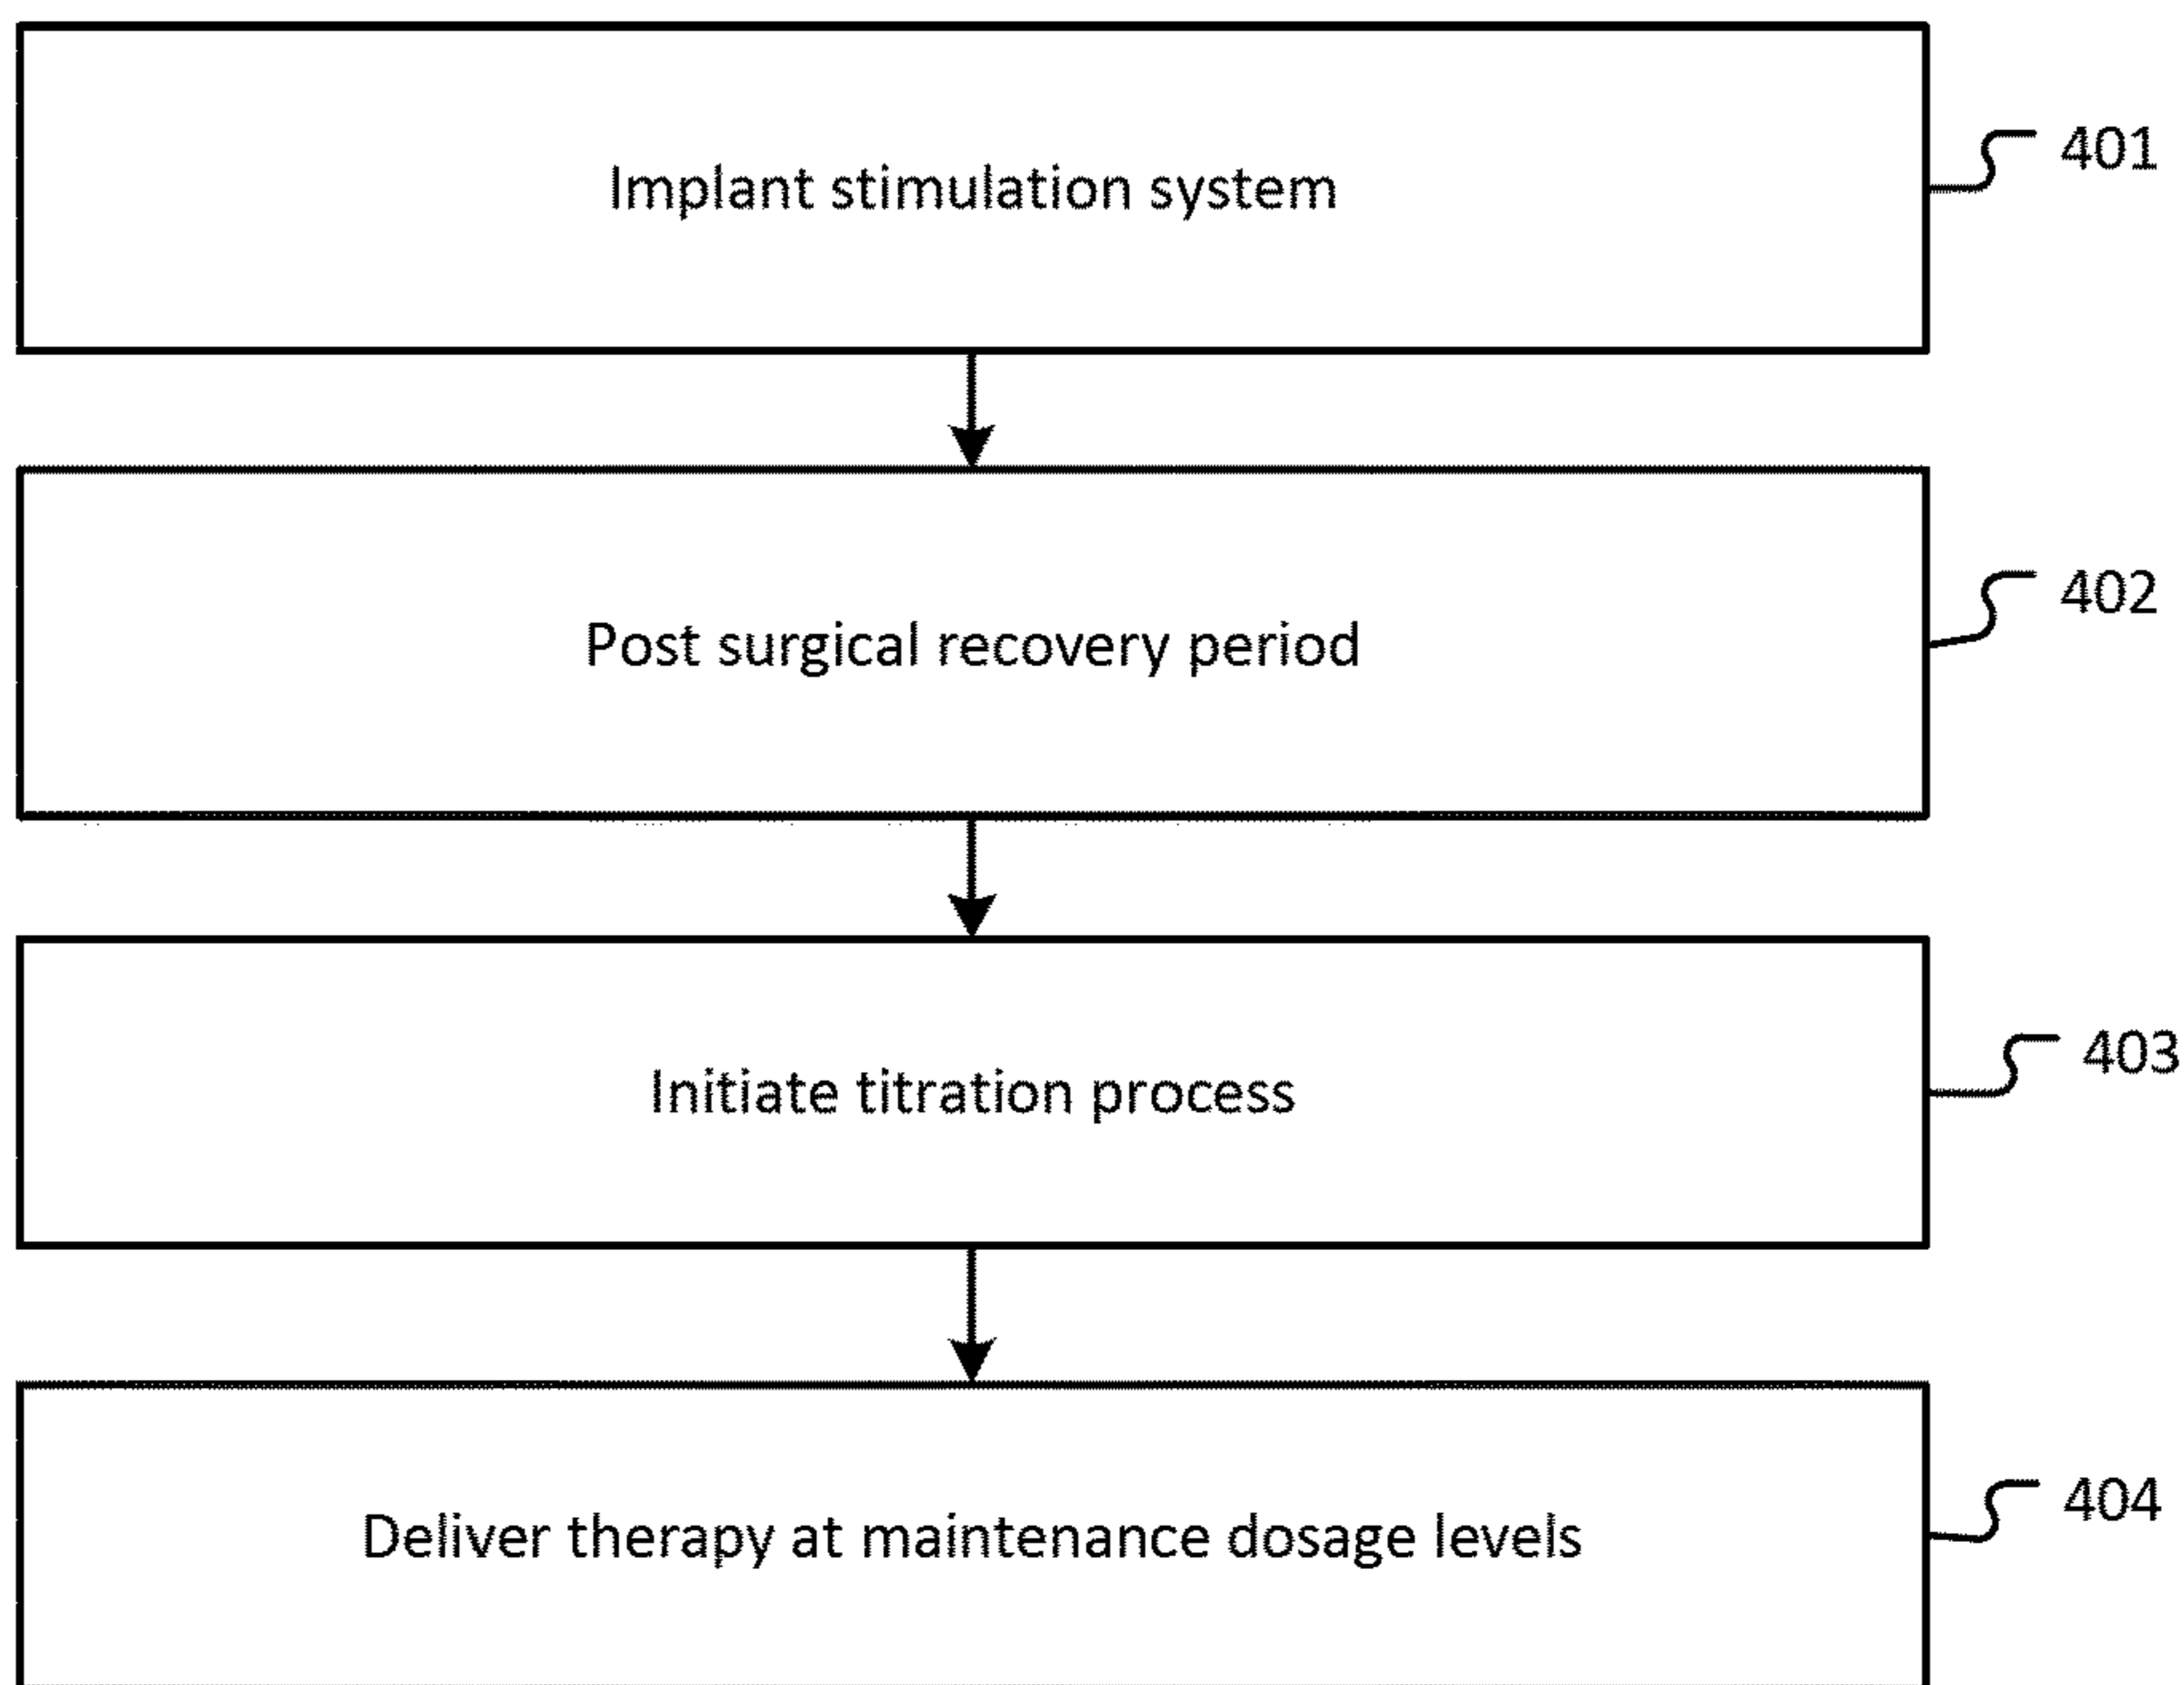 Implant stimulation system
401
Post surgical recovery period
402
Initiate titration process
403
Deliver therapy at maintenance dosage levels
404